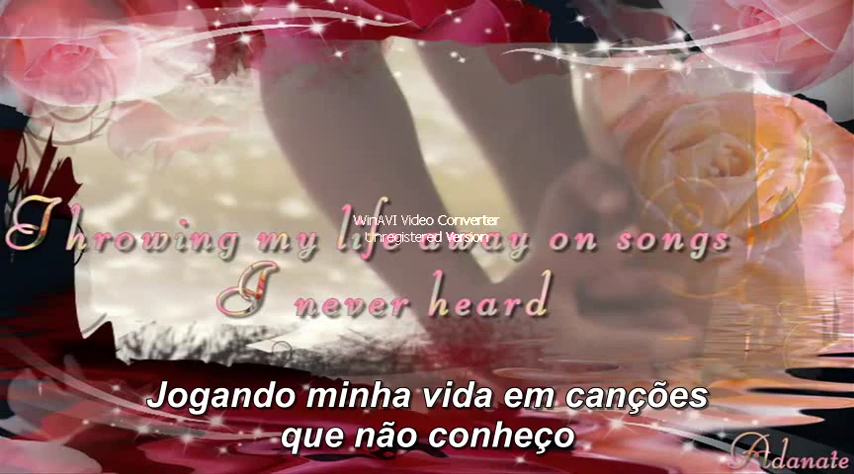 Throwing my life away on songs
WinAVI Video Converter
Unregistered Version
I never heard
Jogando minha vida em canções
que não conheço
Adanate